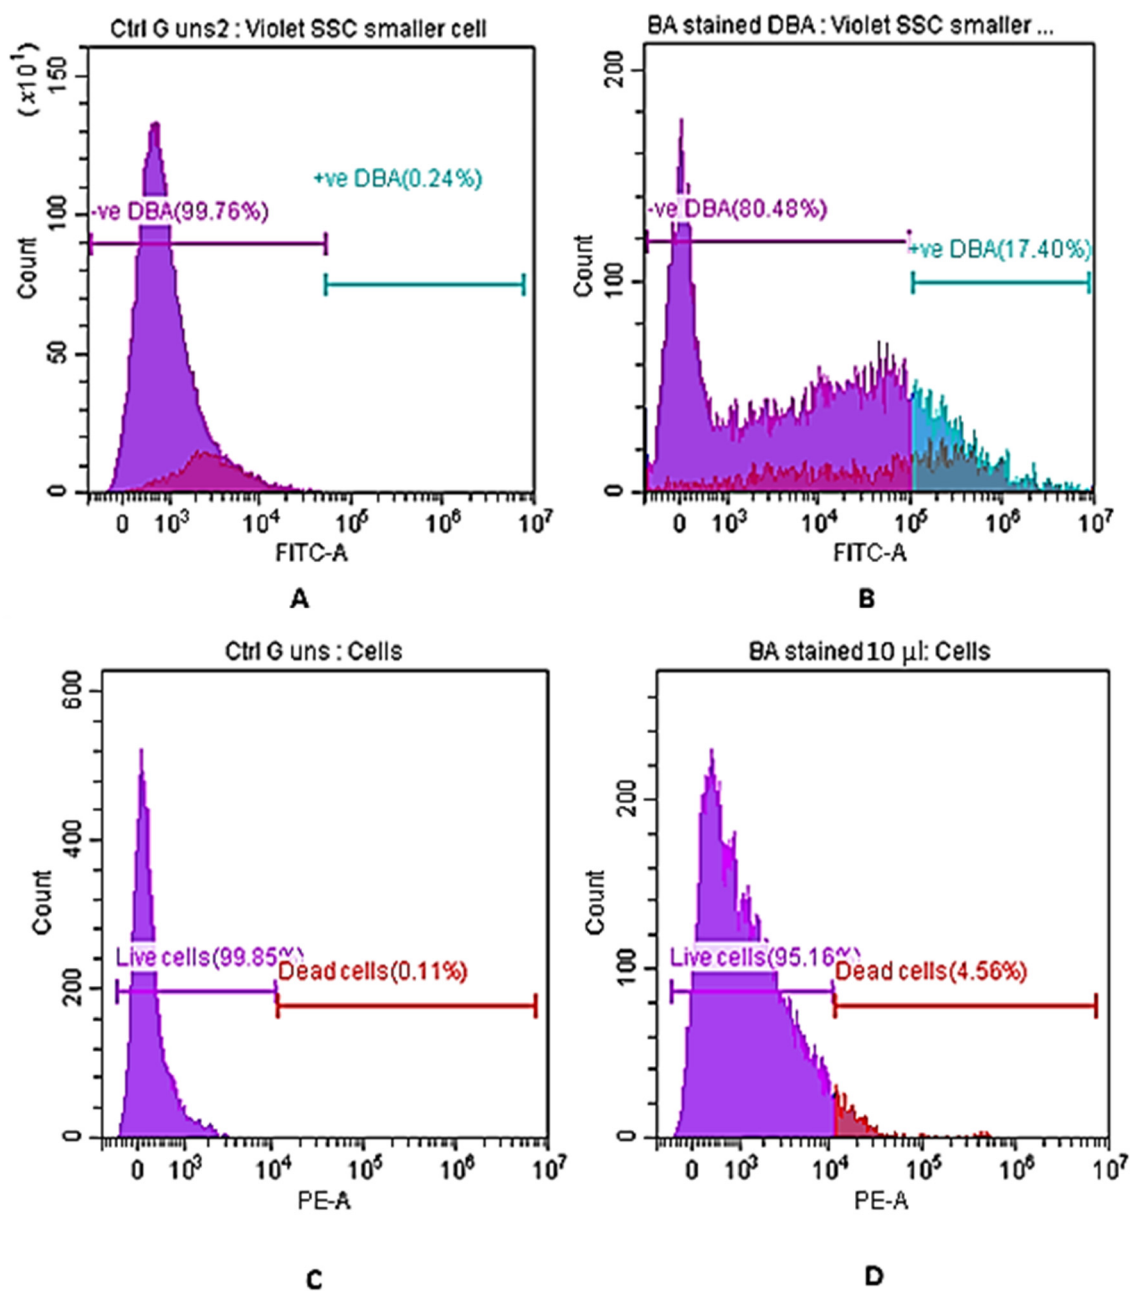 Ctrl G uns2 : Violet SSC smaller cell
(x10¹)
150
100
50
0
Count
-ve DBA(99.76%)
+ve DBA(0.24%)
0 10³ 10⁴ 10⁵ 10⁶ 10⁷
FITC-A
A
BA stained DBA : Violet SSC smaller ...
200
100
0
Count
-ve DBA(80.48%)
+ve DBA(17.40%)
0 10³ 10⁴ 10⁵ 10⁶ 10⁷
FITC-A
B
Ctrl G uns : Cells
600
400
200
0
Count
Live cells(99.85%)
Dead cells(0.11%)
0 10³ 10⁴ 10⁵ 10⁶ 10⁷
PE-A
C
BA stained 10 µl: Cells
200
100
0
Count
Live cells(95.16%)
Dead cells(4.56%)
0 10³ 10⁴ 10⁵ 10⁶ 10⁷
PE-A
D